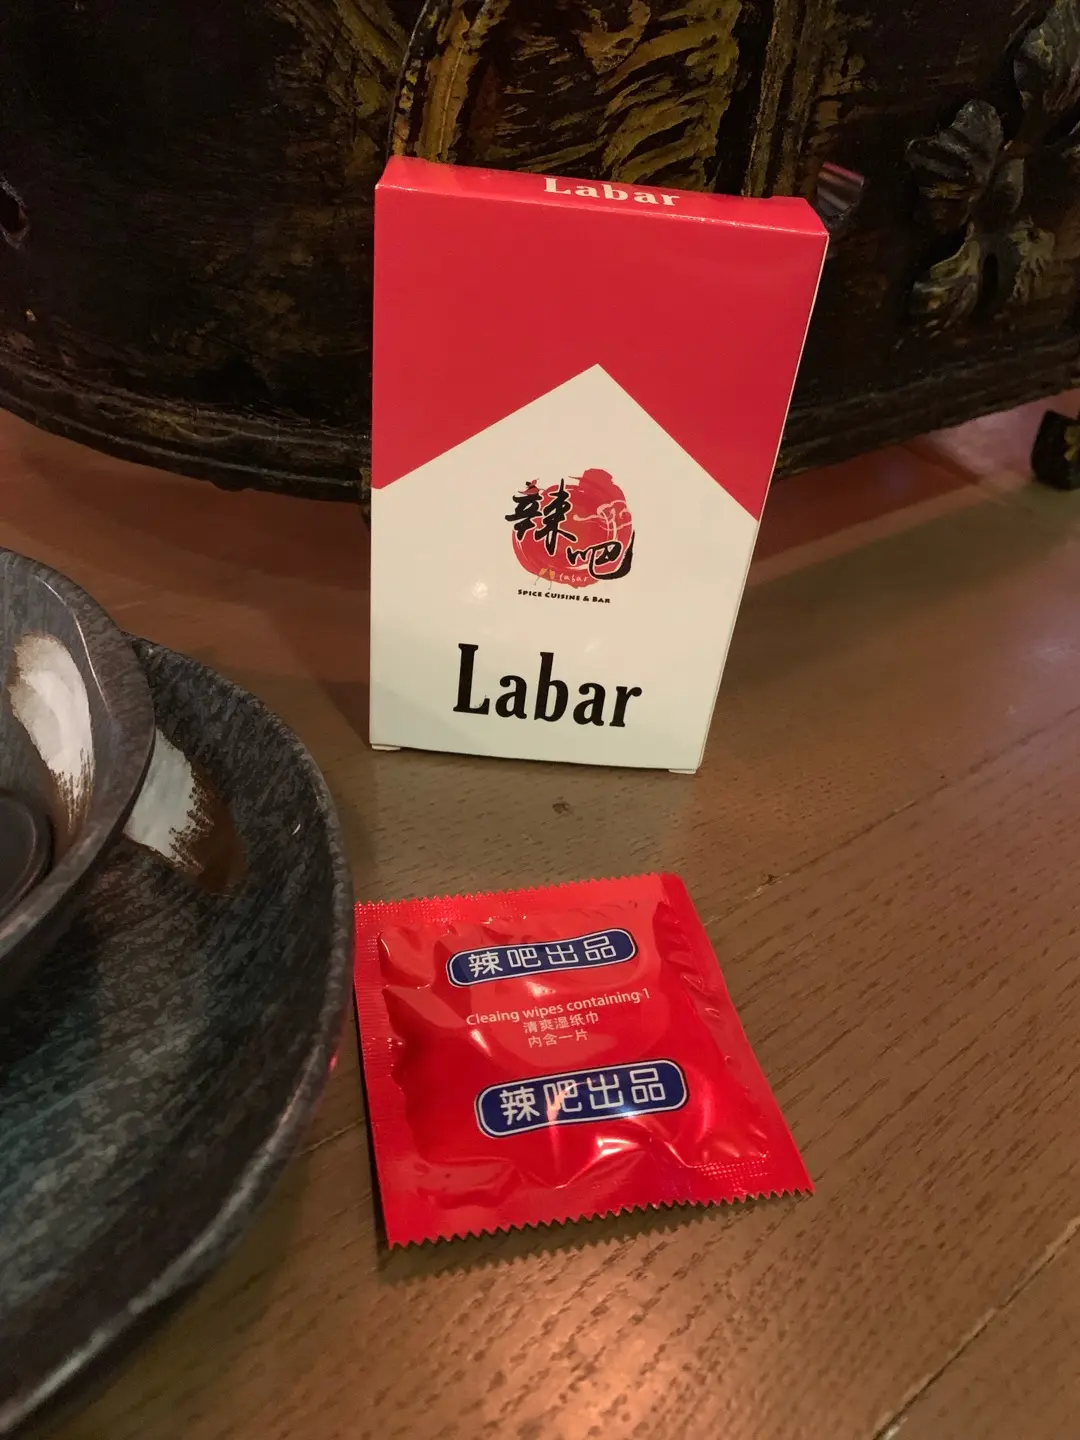 Labar
辣吧
Labar
SPICE CUISINE & BAR
Labar
辣吧出品
Cleaing wipes containing 1
清爽湿纸巾
内含一片
辣吧出品